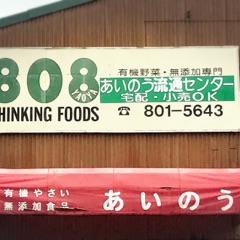 808
YAOYA
THINKING FOODS
有機野菜・無添加専門
あいのう流通センター
宅配・小売OK
☎ 801-5643
有機やさい
無添加食品
あいのう